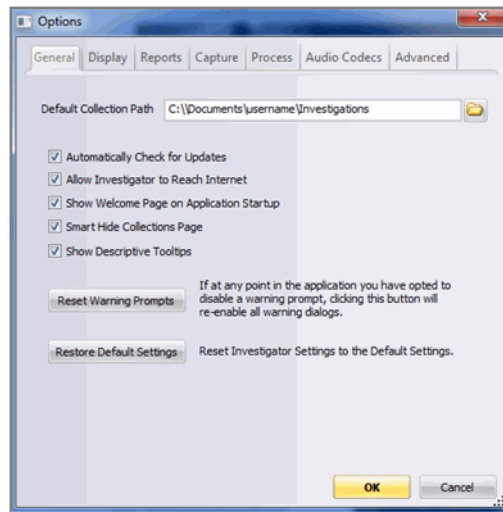 Options
General Display Reports Capture Process Audio Codecs Advanced
Default Collection Path C:\\Documents\username\Investigations
Automatically Check for Updates
Allow Investigator to Reach Internet
Show Welcome Page on Application Startup
Smart Hide Collections Page
Show Descriptive Tooltips
Reset Warning Prompts
If at any point in the application you have opted to
disable a warning prompt, clicking this button will
re-enable all warning dialogs.
Restore Default Settings Reset Investigator Settings to the Default Settings.
OK Cancel